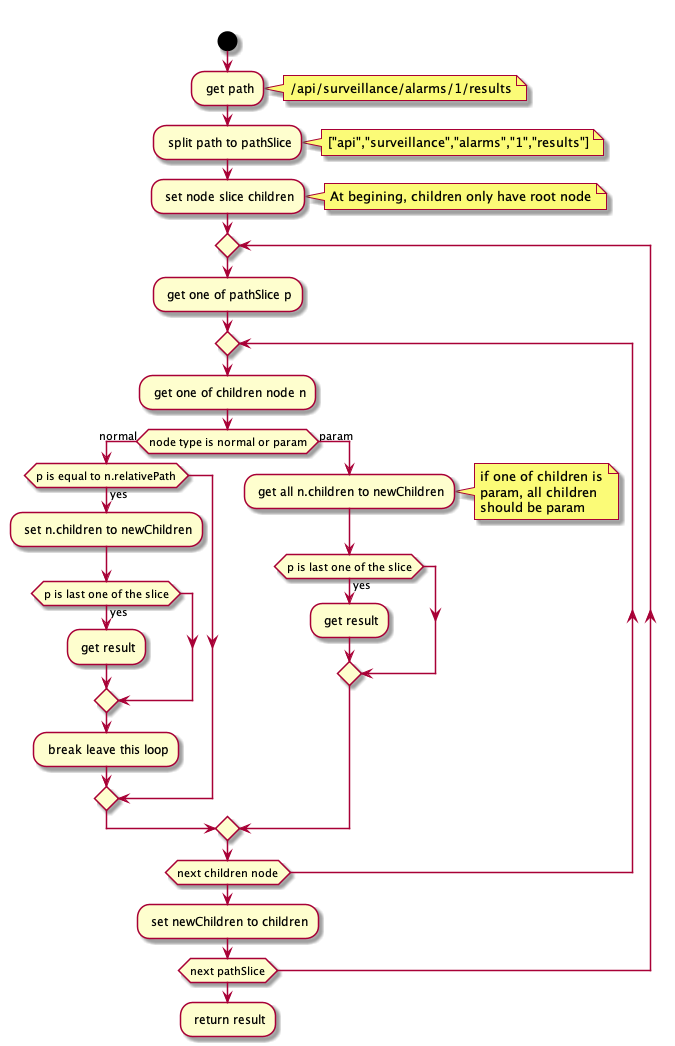 get path
/api/surveillance/alarms/1/results
split path to pathSlice
["api","surveillance","alarms","1","results"]
set node slice children
At begining, children only have root node
get one of pathSlice p
get one of children node n
normal
node type is normal or param
param
p is equal to n.relativePath
yes
set n.children to newChildren
p is last one of the slice
yes
get result
break leave this loop
get all n.children to newChildren
if one of children is
param, all children
should be param
p is last one of the slice
yes
get result
next children node
set newChildren to children
next pathSlice
return result